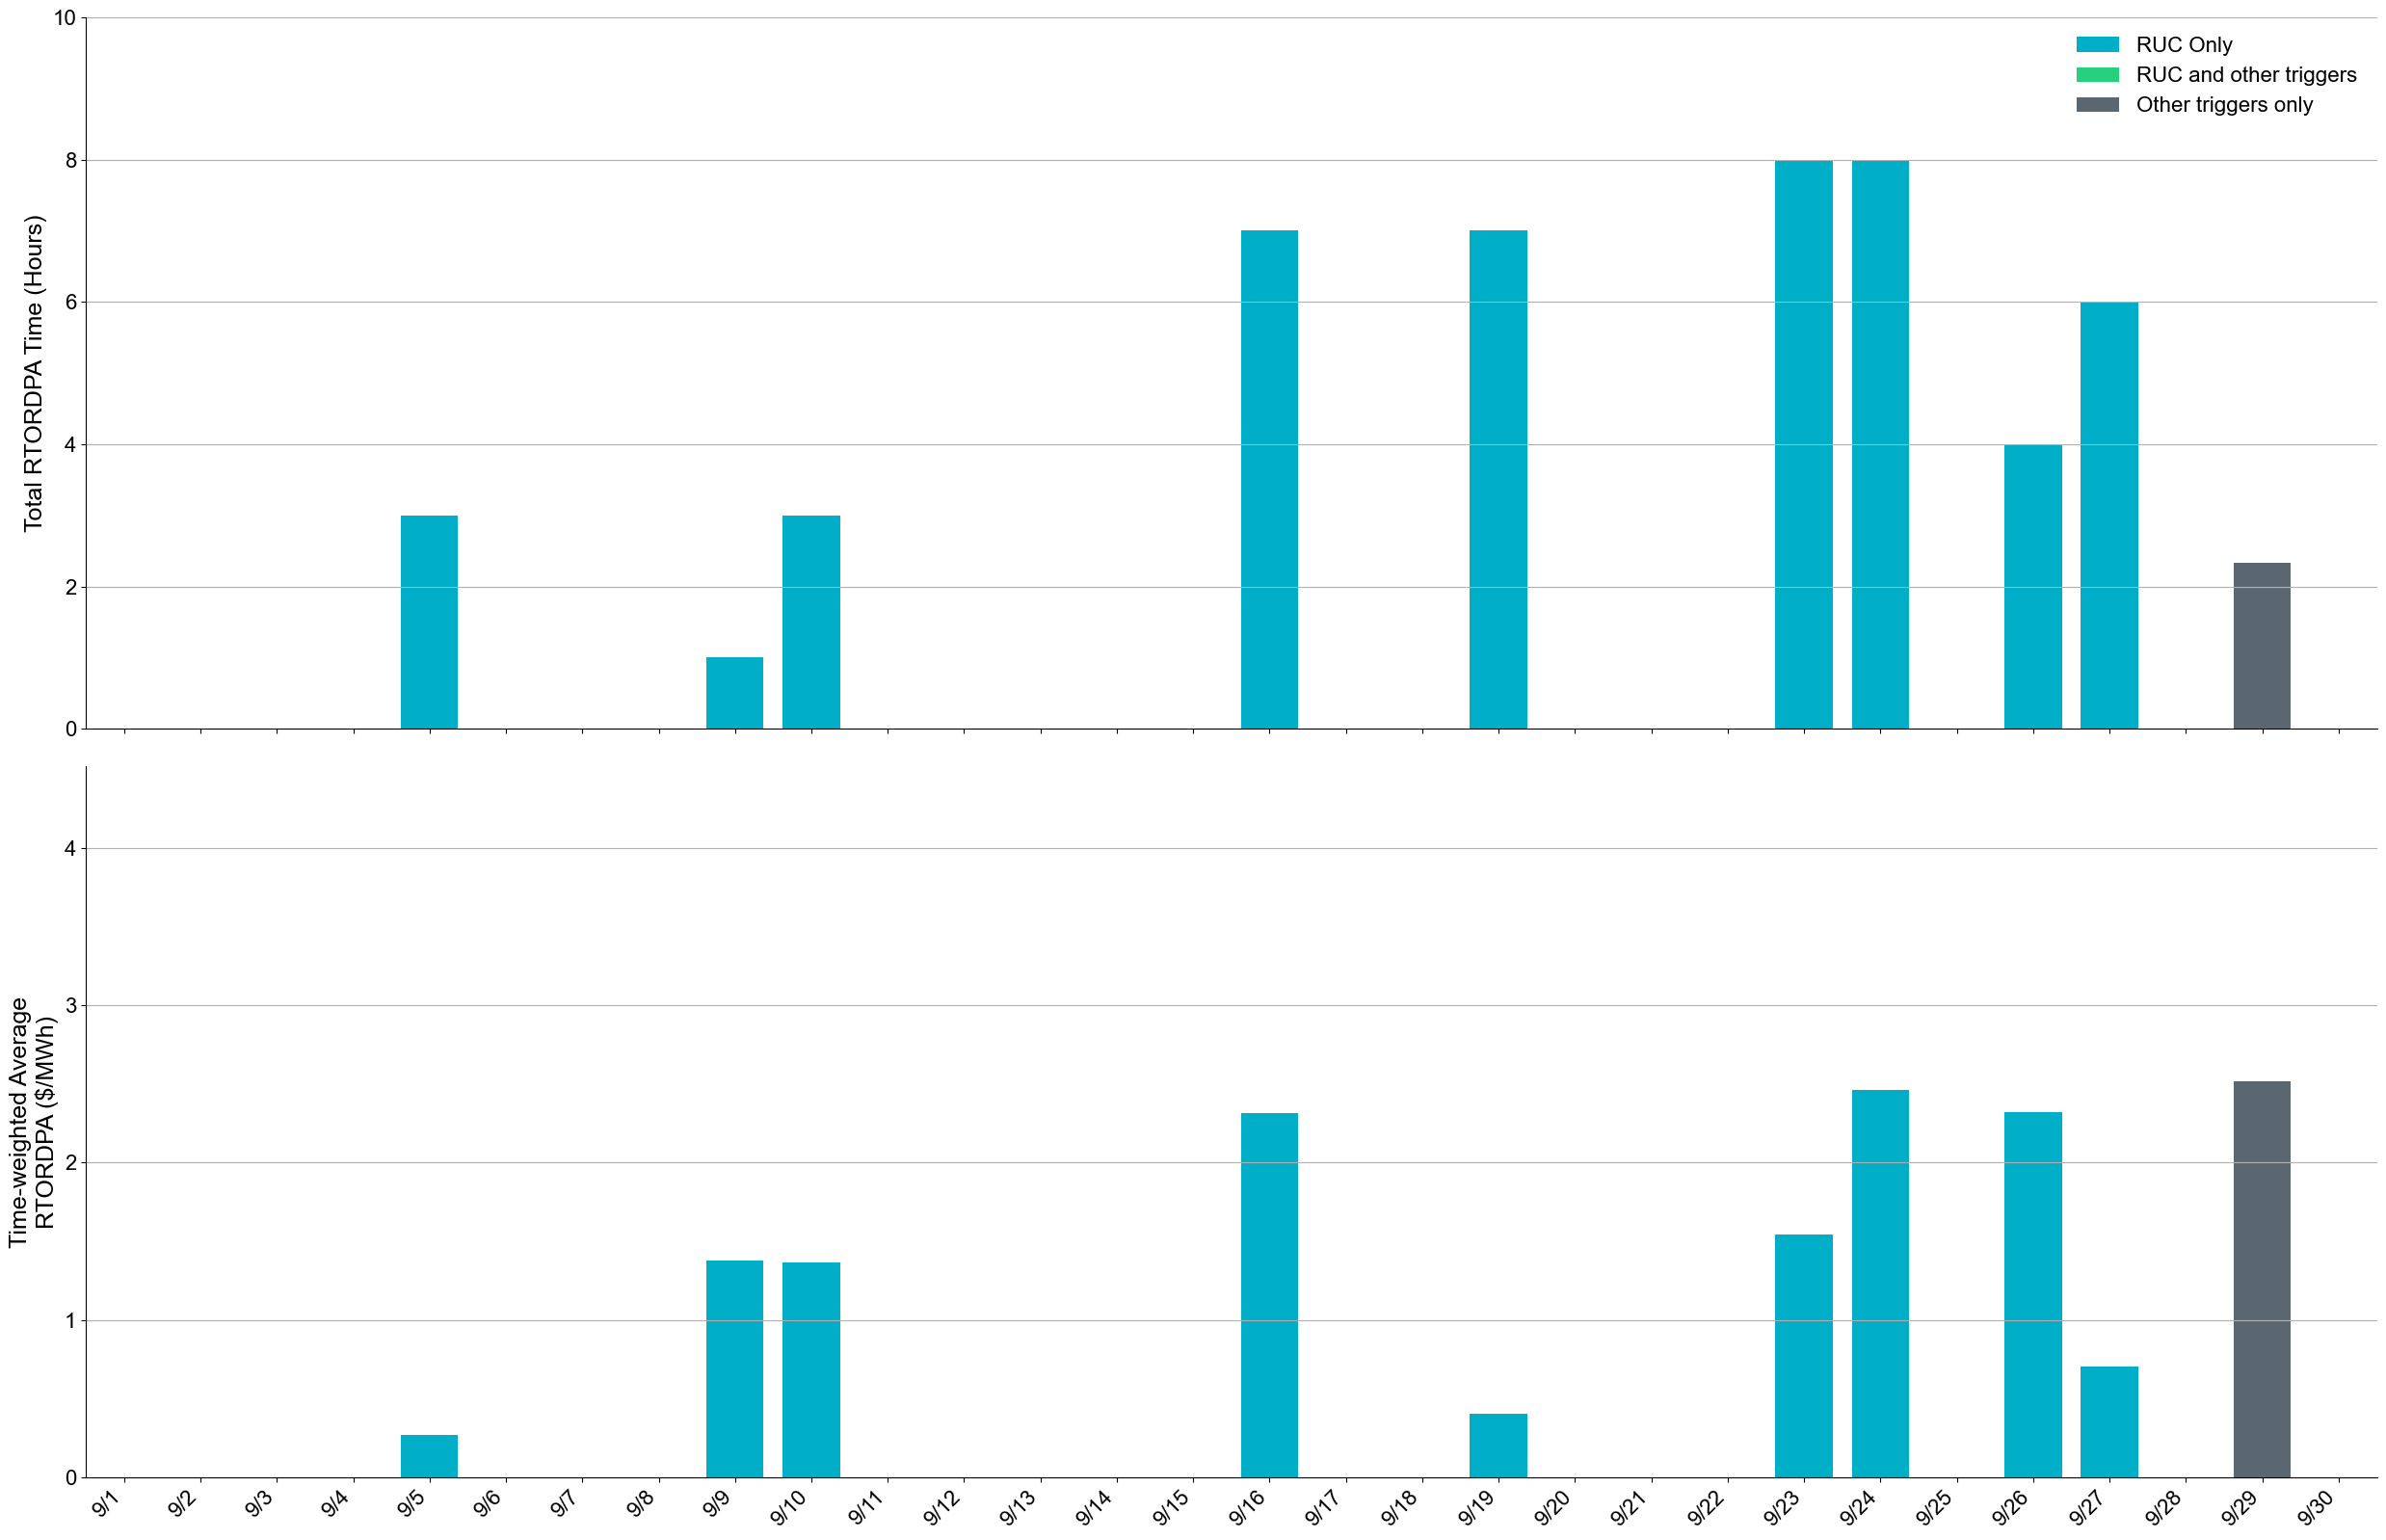 10
8
6
4
2
0
Total RTORDPA Time (Hours)
RUC Only
RUC and other triggers
Other triggers only
4
3
2
1
0
Time-weighted Average
RTORDPA ($/MWh)
9/1 9/2 9/3 9/4 9/5 9/6 9/7 9/8 9/9 9/10 9/11 9/12 9/13 9/14 9/15 9/16 9/17 9/18 9/19 9/20 9/21 9/22 9/23 9/24 9/25 9/26 9/27 9/28 9/29 9/30